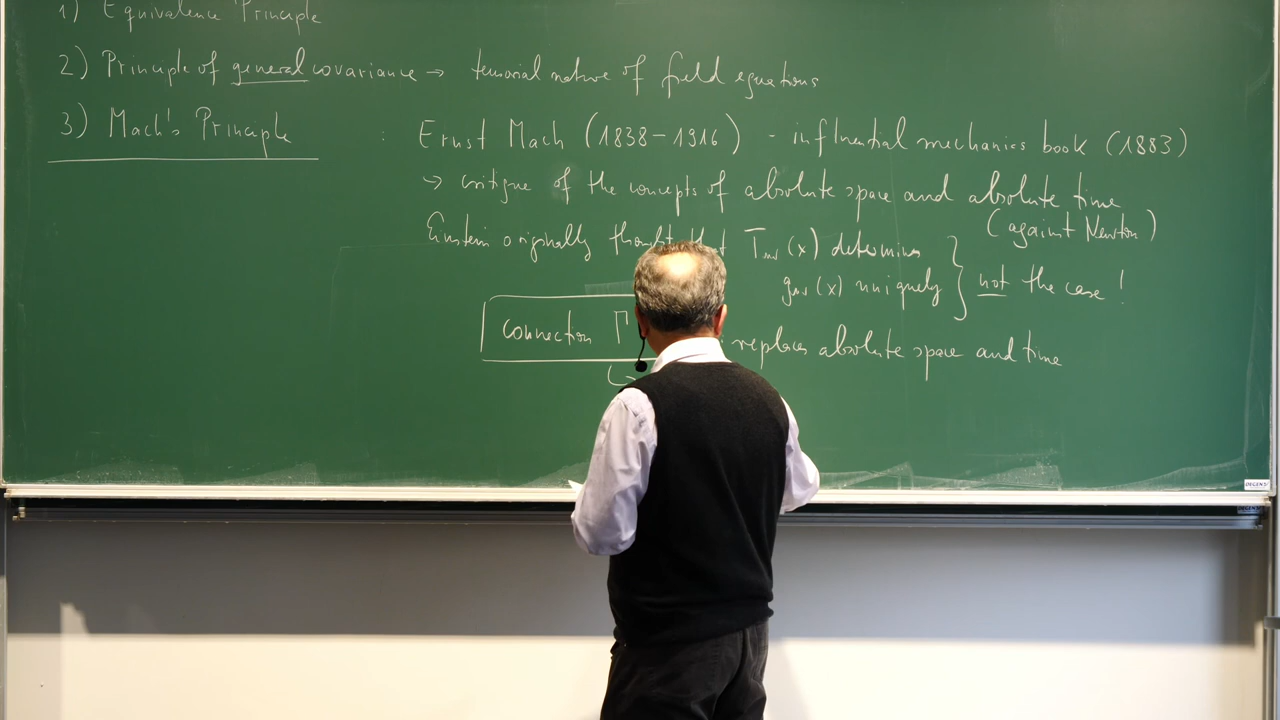 1) Equivalence Principle
2) Principle of general covariance → tensorial nature of field equations
3) Mach's Principle : Ernst Mach (1838-1916) - influential mechanics book (1883)
→ critique of the concepts of absolute space and absolute time
(against Newton)
Einstein originally thought that Tμν(x) determines
gμν(x) uniquely } not the case!
connection Γ replaces absolute space and time